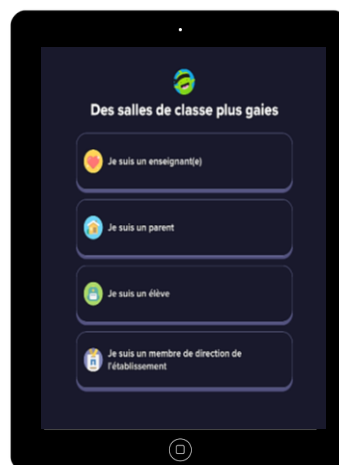 Des salles de classe plus gaies
Je suis un enseignant(e)
Je suis un parent
Je suis un élève
Je suis un membre de direction de
l'établissement